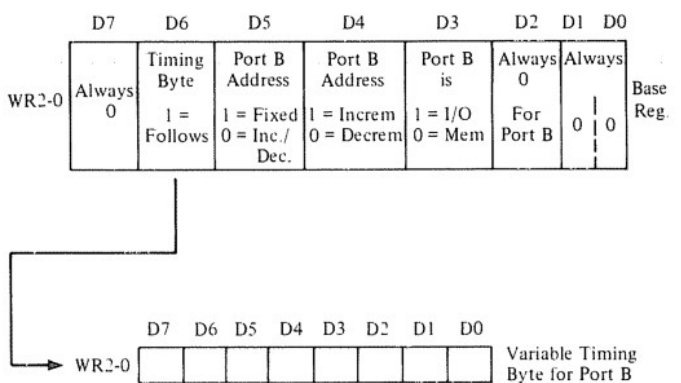 D7 D6 D5 D4 D3 D2 D1 D0
WR2-0
Always
0
Timing
Byte
1 =
Follows
Port B
Address
1 = Fixed
0 = Inc./
Dec.
Port B
Address
1 = Increm
0 = Decrem
Port B
is
1 = I/O
0 = Mem
Always
0
For
Port B
Always
0 0
Base
Reg.
D7 D6 D5 D4 D3 D2 D1 D0
WR2-0
Variable Timing
Byte for Port B